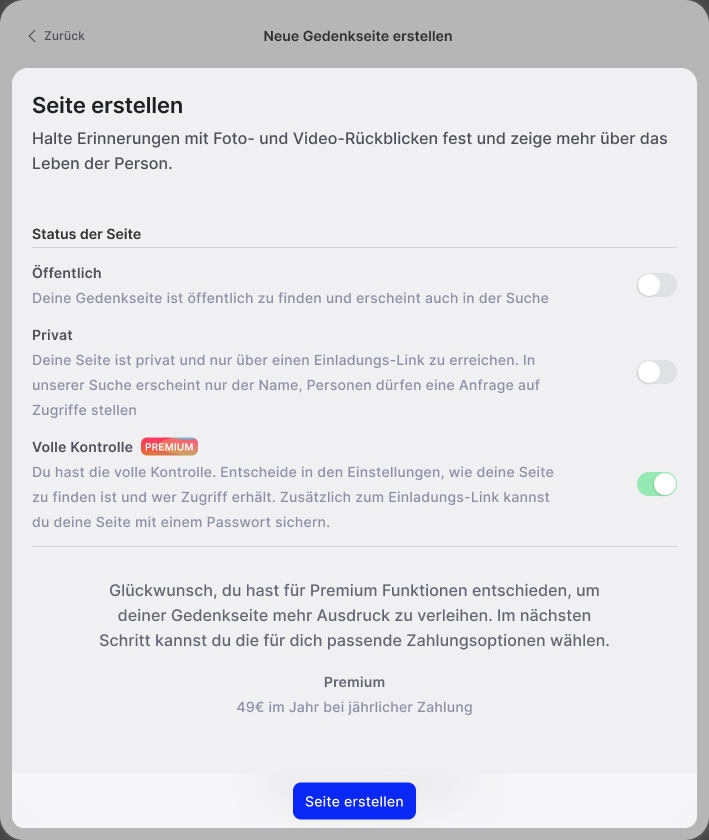 Zurück
Neue Gedenkseite erstellen
Seite erstellen
Halte Erinnerungen mit Foto- und Video-Rückblicken fest und zeige mehr über das
Leben der Person.
Status der Seite
Öffentlich
Deine Gedenkseite ist öffentlich zu finden und erscheint auch in der Suche
Privat
Deine Seite ist privat und nur über einen Einladungs-Link zu erreichen. In
unserer Suche erscheint nur der Name, Personen dürfen eine Anfrage auf
Zugriffe stellen
Volle Kontrolle PREMIUM
Du hast die volle Kontrolle. Entscheide in den Einstellungen, wie deine Seite
zu finden ist und wer Zugriff erhält. Zusätzlich zum Einladungs-Link kannst
du deine Seite mit einem Passwort sichern.
Glückwunsch, du hast für Premium Funktionen entschieden, um
deiner Gedenkseite mehr Ausdruck zu verleihen. Im nächsten
Schritt kannst du die für dich passende Zahlungsoptionen wählen.
Premium
49€ im Jahr bei jährlicher Zahlung
Seite erstellen